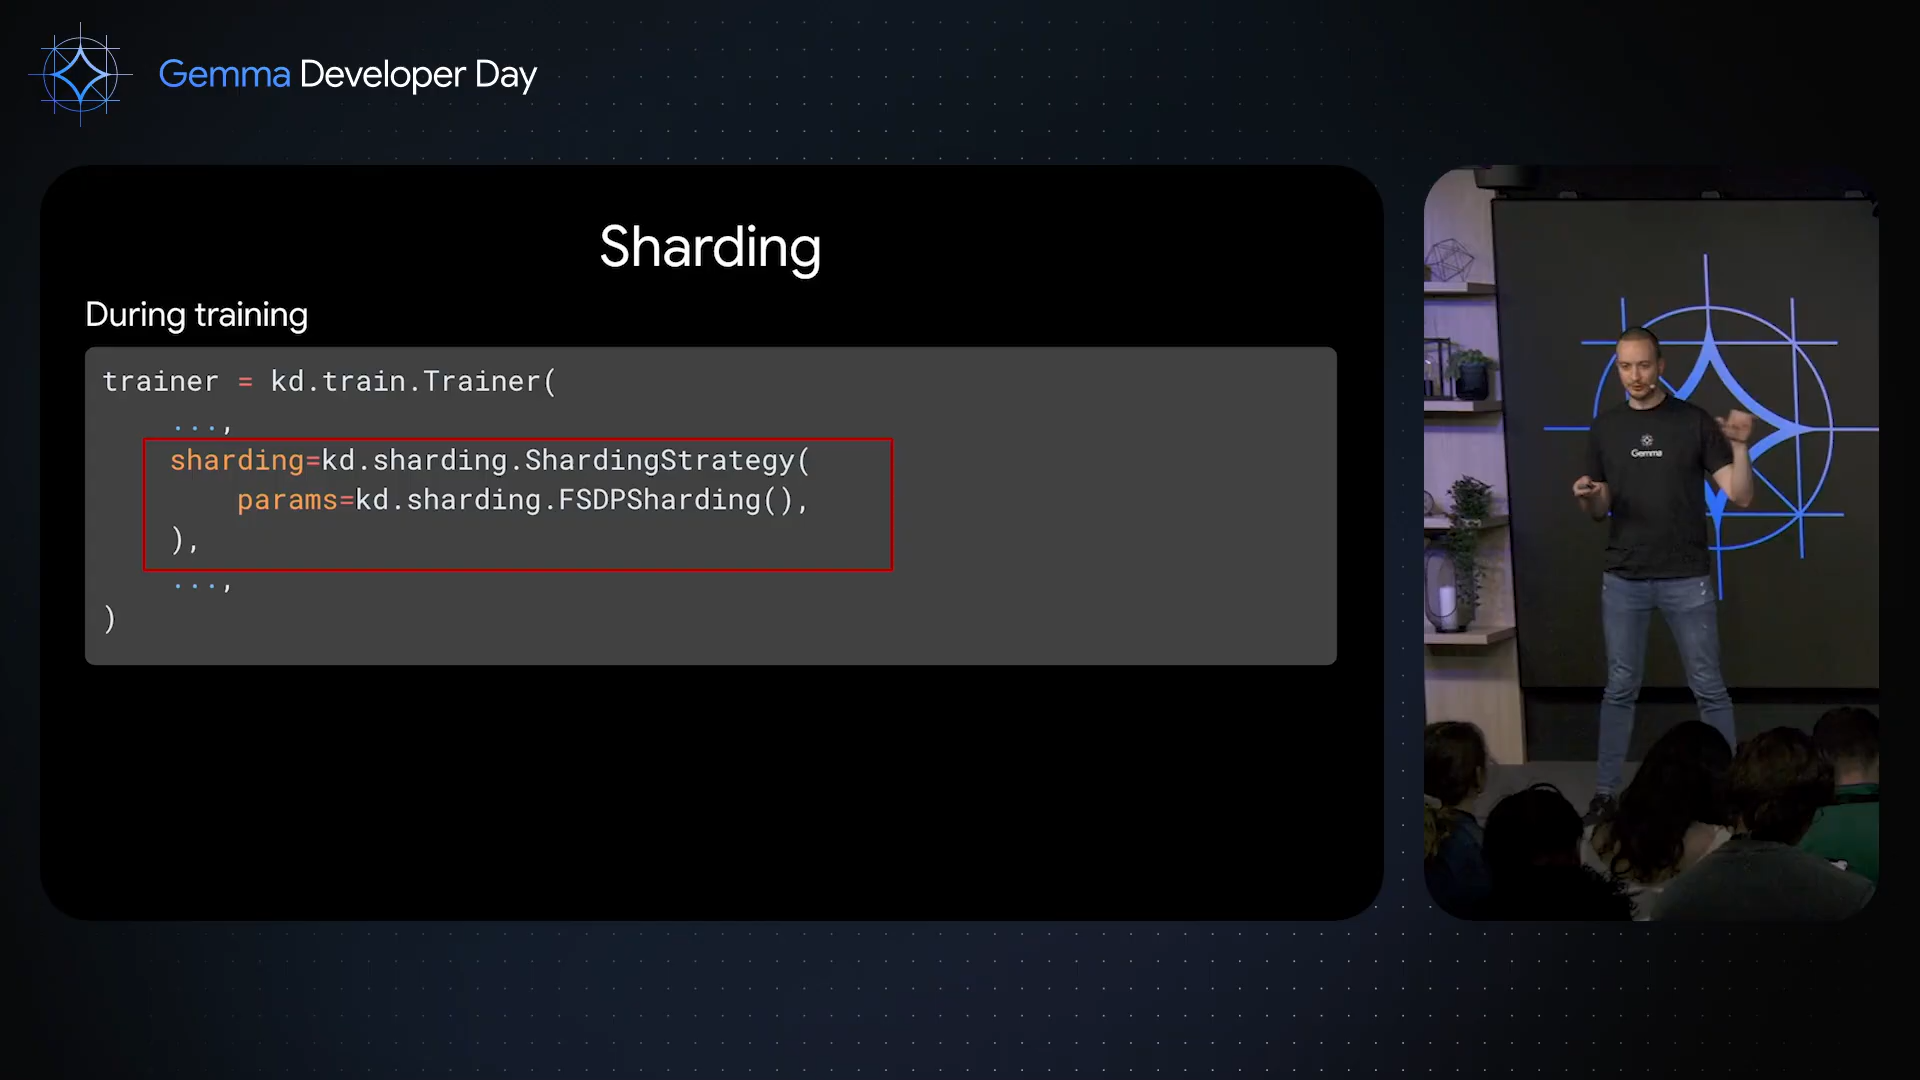 Gemma Developer Day
Sharding
During training
trainer = kd.train.Trainer(
...,
sharding=kd.sharding.ShardingStrategy(
params=kd.sharding.FSDPSharding(),
),
...,
)
Gemma